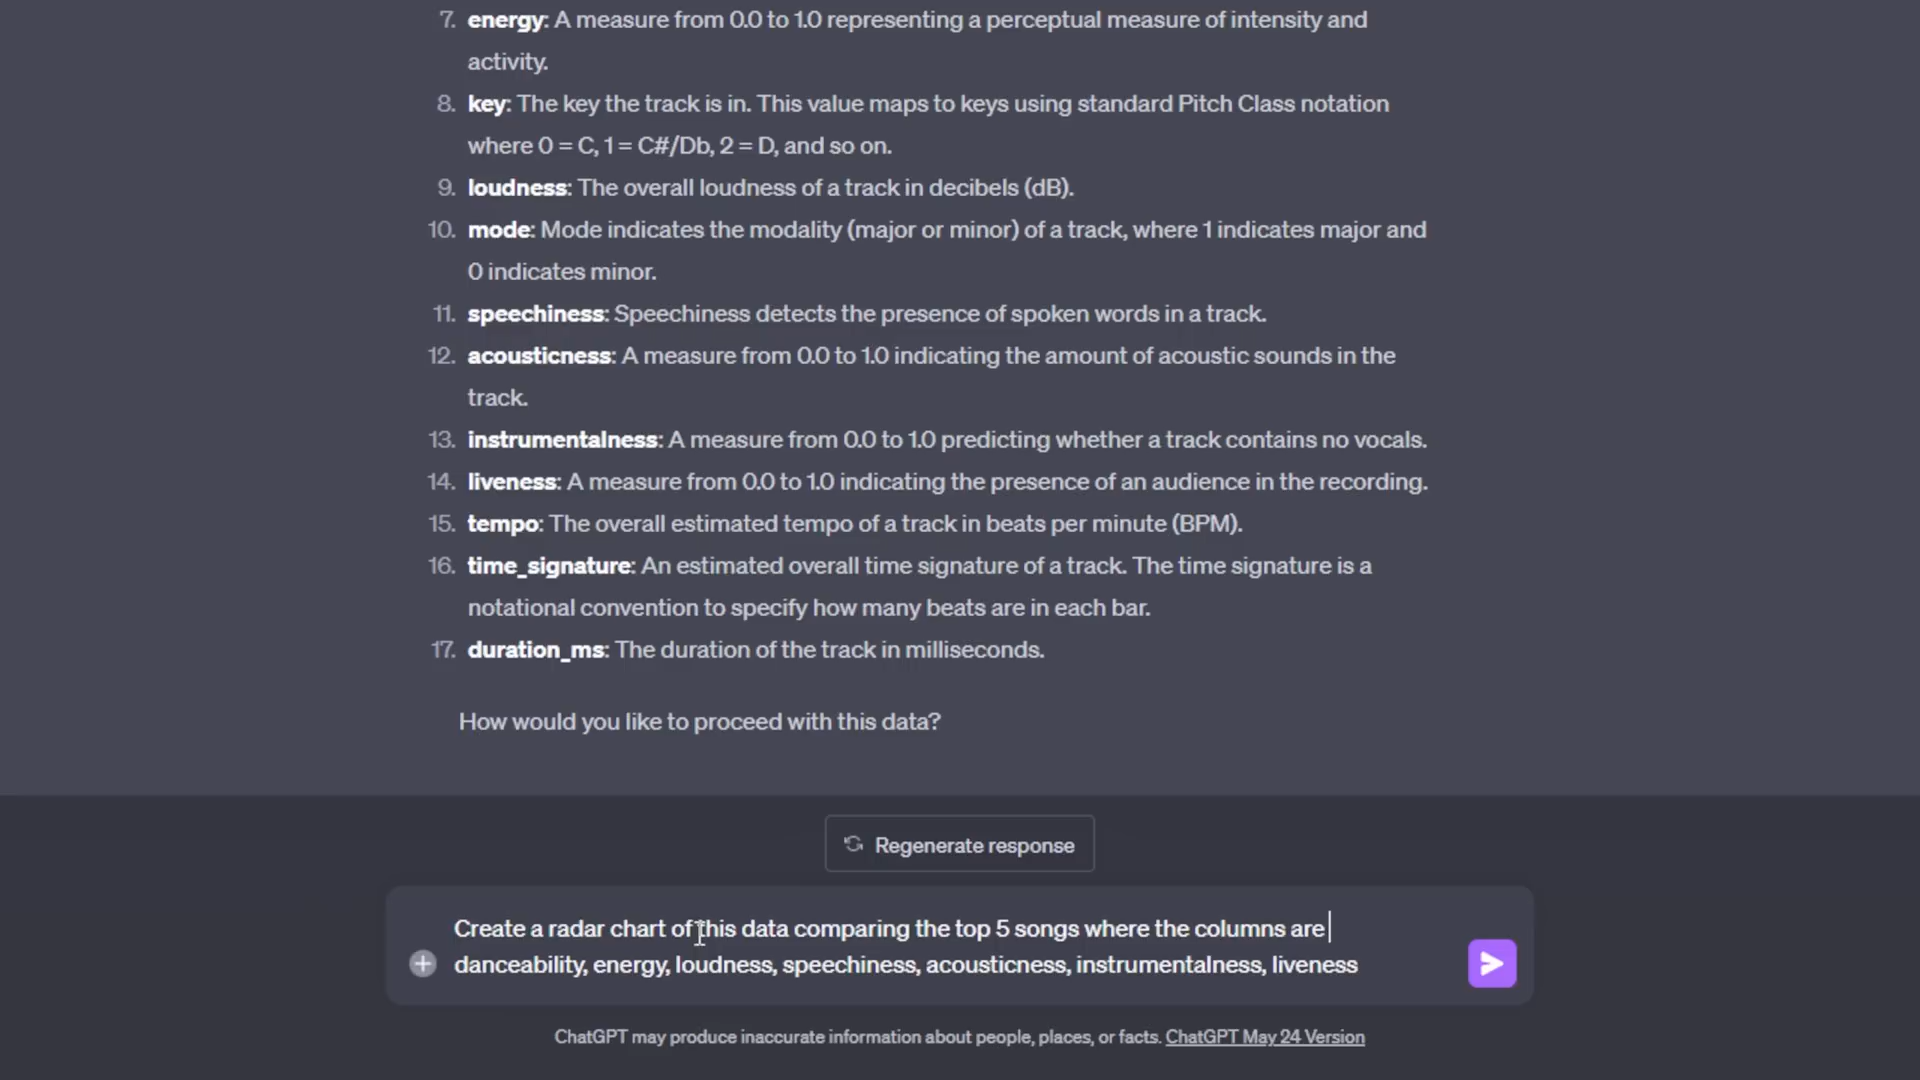 7. energy: A measure from 0.0 to 1.0 representing a perceptual measure of intensity and
activity.
8. key: The key the track is in. This value maps to keys using standard Pitch Class notation
where 0 = C, 1 = C#/Db, 2 = D, and so on.
9. loudness: The overall loudness of a track in decibels (dB).
10. mode: Mode indicates the modality (major or minor) of a track, where 1 indicates major and
0 indicates minor.
11. speechiness: Speechiness detects the presence of spoken words in a track.
12. acousticness: A measure from 0.0 to 1.0 indicating the amount of acoustic sounds in the
track.
13. instrumentalness: A measure from 0.0 to 1.0 predicting whether a track contains no vocals.
14. liveness: A measure from 0.0 to 1.0 indicating the presence of an audience in the recording.
15. tempo: The overall estimated tempo of a track in beats per minute (BPM).
16. time_signature: An estimated overall time signature of a track. The time signature is a
notational convention to specify how many beats are in each bar.
17. duration_ms: The duration of the track in milliseconds.
How would you like to proceed with this data?
Regenerate response
Create a radar chart of this data comparing the top 5 songs where the columns are
danceability, energy, loudness, speechiness, acousticness, instrumentalness, liveness
ChatGPT may produce inaccurate information about people, places, or facts. ChatGPT May 24 Version